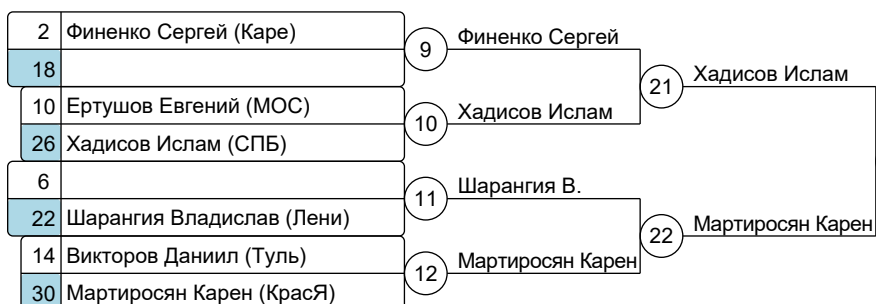 2 Финенко Сергей (Каре)
18
9 Финенко Сергей
10 Ертушов Евгений (МОС)
26 Хадисов Ислам (СПБ)
10 Хадисов Ислам
21 Хадисов Ислам
6
22 Шарангия Владислав (Лени)
11 Шарангия В.
14 Викторов Даниил (Туль)
30 Мартиросян Карен (КрасЯ)
12 Мартиросян Карен
22 Мартиросян Карен